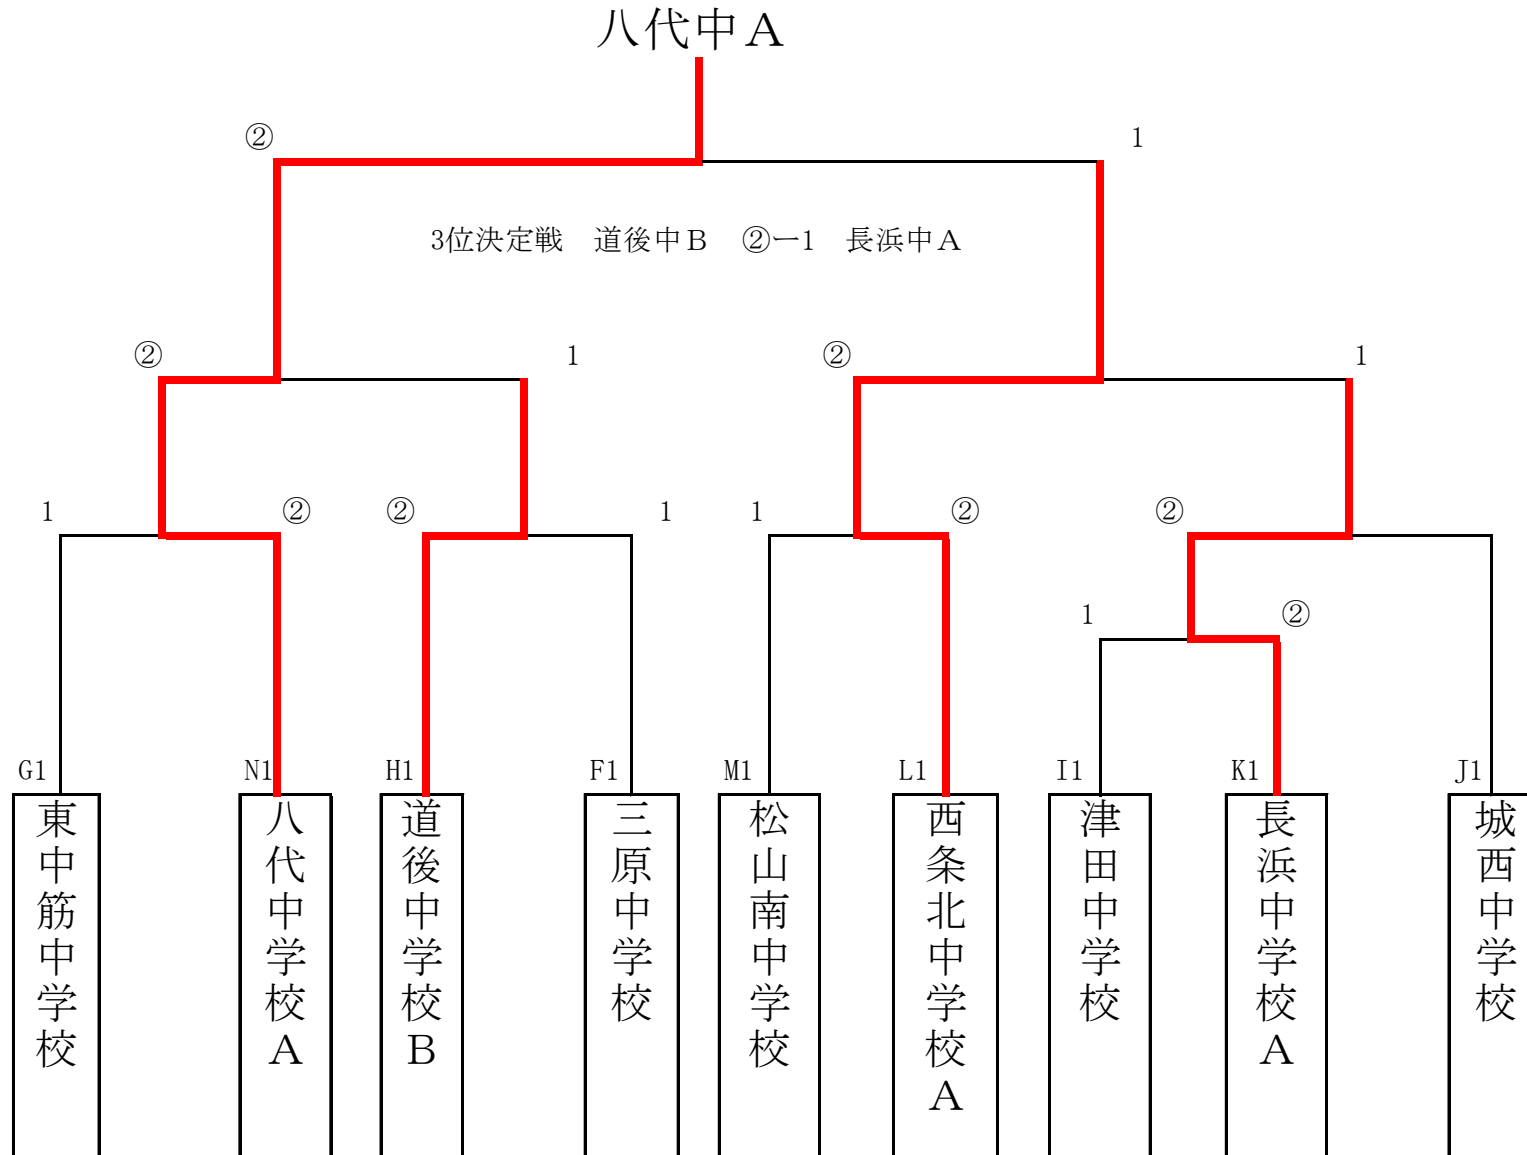 八代中Ａ
② 1
3位決定戦　道後中Ｂ　②ー1　長浜中Ａ
② 1 ② 1
1 ② ② 1 1 ② ②
1 ②
G1 N1 H1 F1 M1 L1 I1 K1 J1
東中筋中学校
八代中学校Ａ
道後中学校Ｂ
三原中学校
松山南中学校
西条北中学校Ａ
津田中学校
長浜中学校Ａ
城西中学校